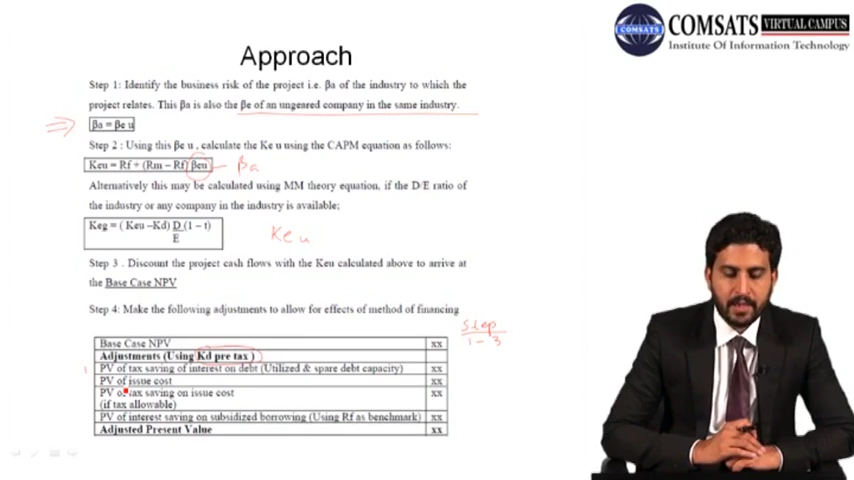 COMSATS VIRTUAL CAMPUS
COMSATS
Institute Of Information Technology
Approach
Step 1: Identify the business risk of the project i.e. βa of the industry to which the
project relates. This βa is also the βe of an ungeared company in the same industry.
βa = βe u
Step 2 : Using this βe u , calculate the Ke u using the CAPM equation as follows:
Keu = Rf + (Rm – Rf) βeu
βa
Alternatively this may be calculated using MM theory equation, if the D/E ratio of
the industry or any company in the industry is available;
Keg = ( Keu –Kd) D (1 – t)
E
Ke u
Step 3 . Discount the project cash flows with the Keu calculated above to arrive at
the Base Case NPV
Step 4: Make the following adjustments to allow for effects of method of financing
Step
1 – 3
Base Case NPV xx
Adjustments (Using Kd pre tax )
PV of tax saving of interest on debt (Utilized & spare debt capacity) xx
PV of issue cost xx
PV of tax saving on issue cost xx
(if tax allowable)
PV of interest saving on subsidized borrowing (Using Rf as benchmark) xx
Adjusted Present Value xx